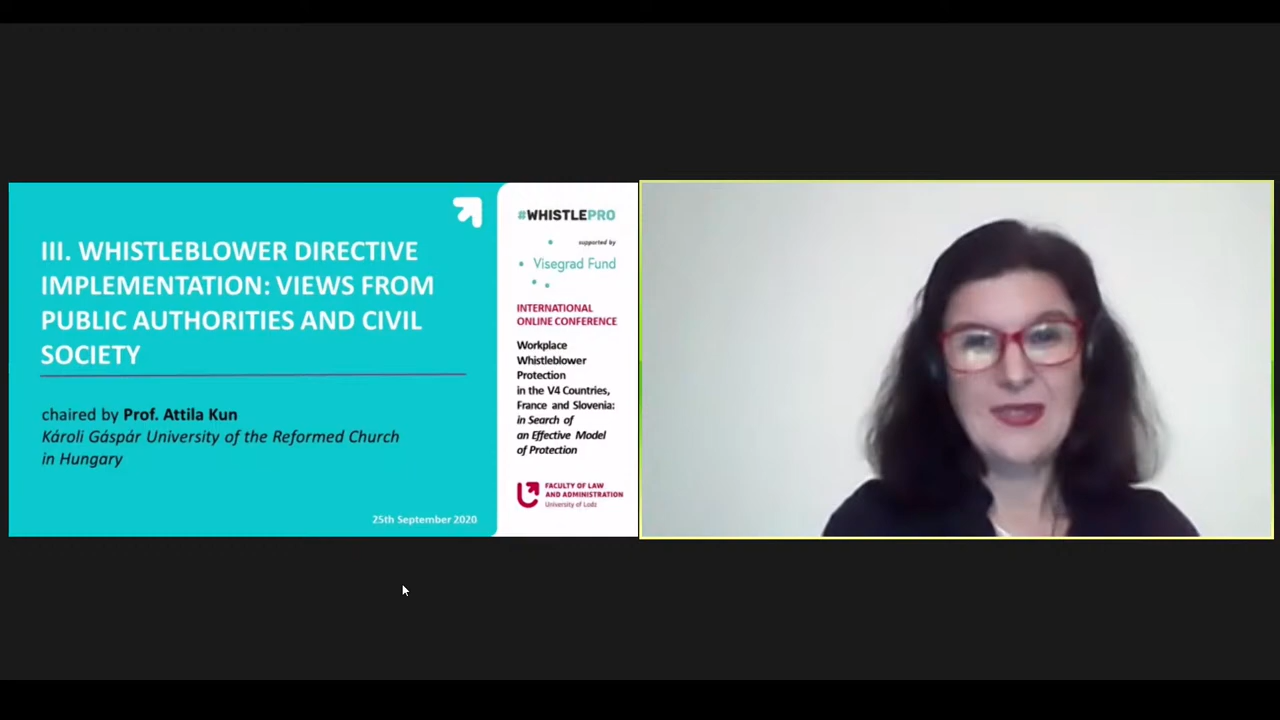 III. WHISTLEBLOWER DIRECTIVE
IMPLEMENTATION: VIEWS FROM
PUBLIC AUTHORITIES AND CIVIL
SOCIETY
chaired by Prof. Attila Kun
Károli Gáspár University of the Reformed Church
in Hungary
25th September 2020
#WHISTLEPRO
supported by
Visegrad Fund
INTERNATIONAL
ONLINE CONFERENCE
Workplace
Whistleblower
Protection
in the V4 Countries,
France and Slovenia:
in Search of
an Effective Model
of Protection
FACULTY OF LAW
AND ADMINISTRATION
University of Lodz